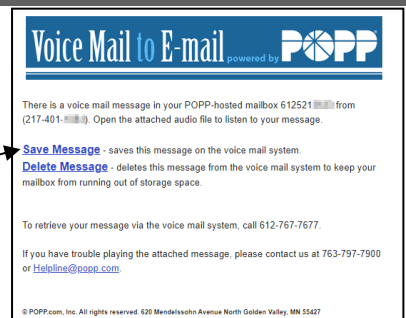 Voice Mail to E-mail powered by POPP
There is a voice mail message in your POPP-hosted mailbox 612521 from
(217-401- ). Open the attached audio file to listen to your message.
Save Message - saves this message on the voice mail system.
Delete Message - deletes this message from the voice mail system to keep your
mailbox from running out of storage space.
To retrieve your message via the voice mail system, call 612-767-7677.
If you have trouble playing the attached message, please contact us at 763-797-7900
or Helpline@popp.com.
© POPP.com, Inc. All rights reserved. 620 Mendelssohn Avenue North Golden Valley, MN 55427